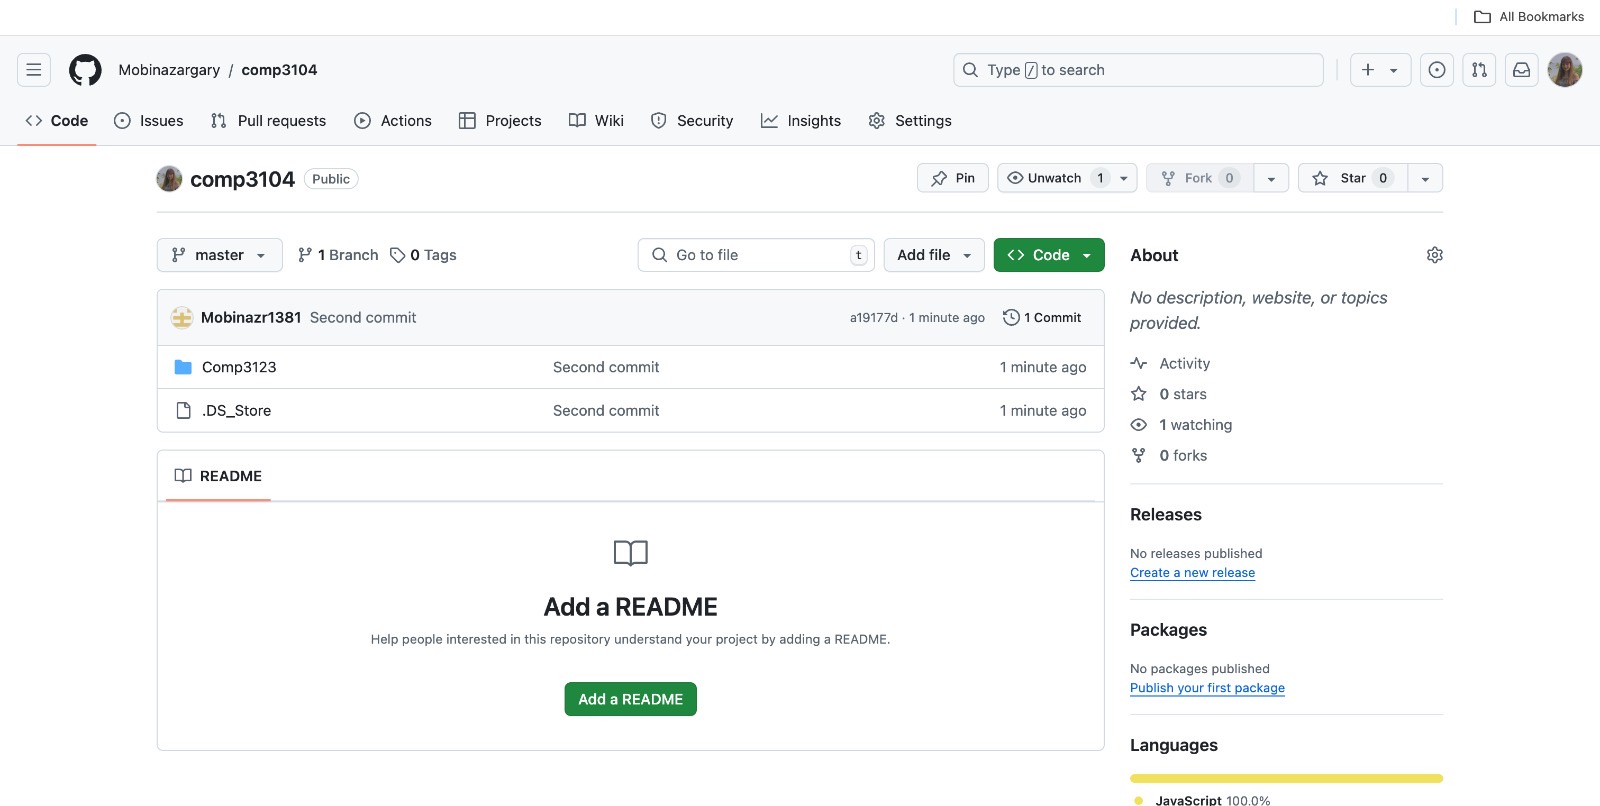 All Bookmarks
Mobinazargary / comp3104
Type / to search
Code Issues Pull requests Actions Projects Wiki Security Insights Settings
comp3104 Public
Pin Unwatch 1 Fork 0 Star 0
master 1 Branch 0 Tags Go to file t Add file Code
Mobinazr1381 Second commit a19177d · 1 minute ago 1 Commit
Comp3123 Second commit 1 minute ago
.DS_Store Second commit 1 minute ago
README
Add a README
Help people interested in this repository understand your project by adding a README.
Add a README
About
No description, website, or topics
provided.
Activity
0 stars
1 watching
0 forks
Releases
No releases published
Create a new release
Packages
No packages published
Publish your first package
Languages
JavaScript 100.0%